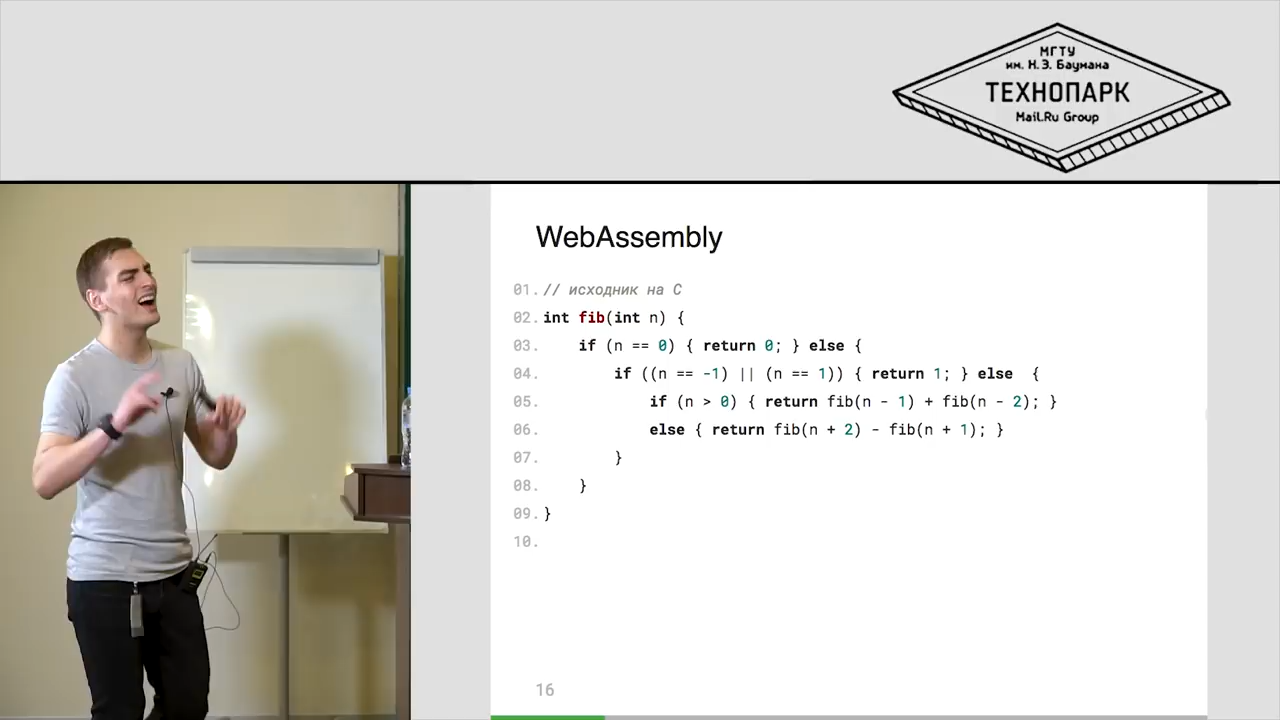 МГТУ
им. Н.Э. Баумана
ТЕХНОПАРК
Mail.Ru Group
WebAssembly
01. // исходник на C
02. int fib(int n) {
03.     if (n == 0) { return 0; } else {
04.         if ((n == -1) || (n == 1)) { return 1; } else  {
05.             if (n > 0) { return fib(n - 1) + fib(n - 2); }
06.             else { return fib(n + 2) - fib(n + 1); }
07.         }
08.     }
09. }
10.
16